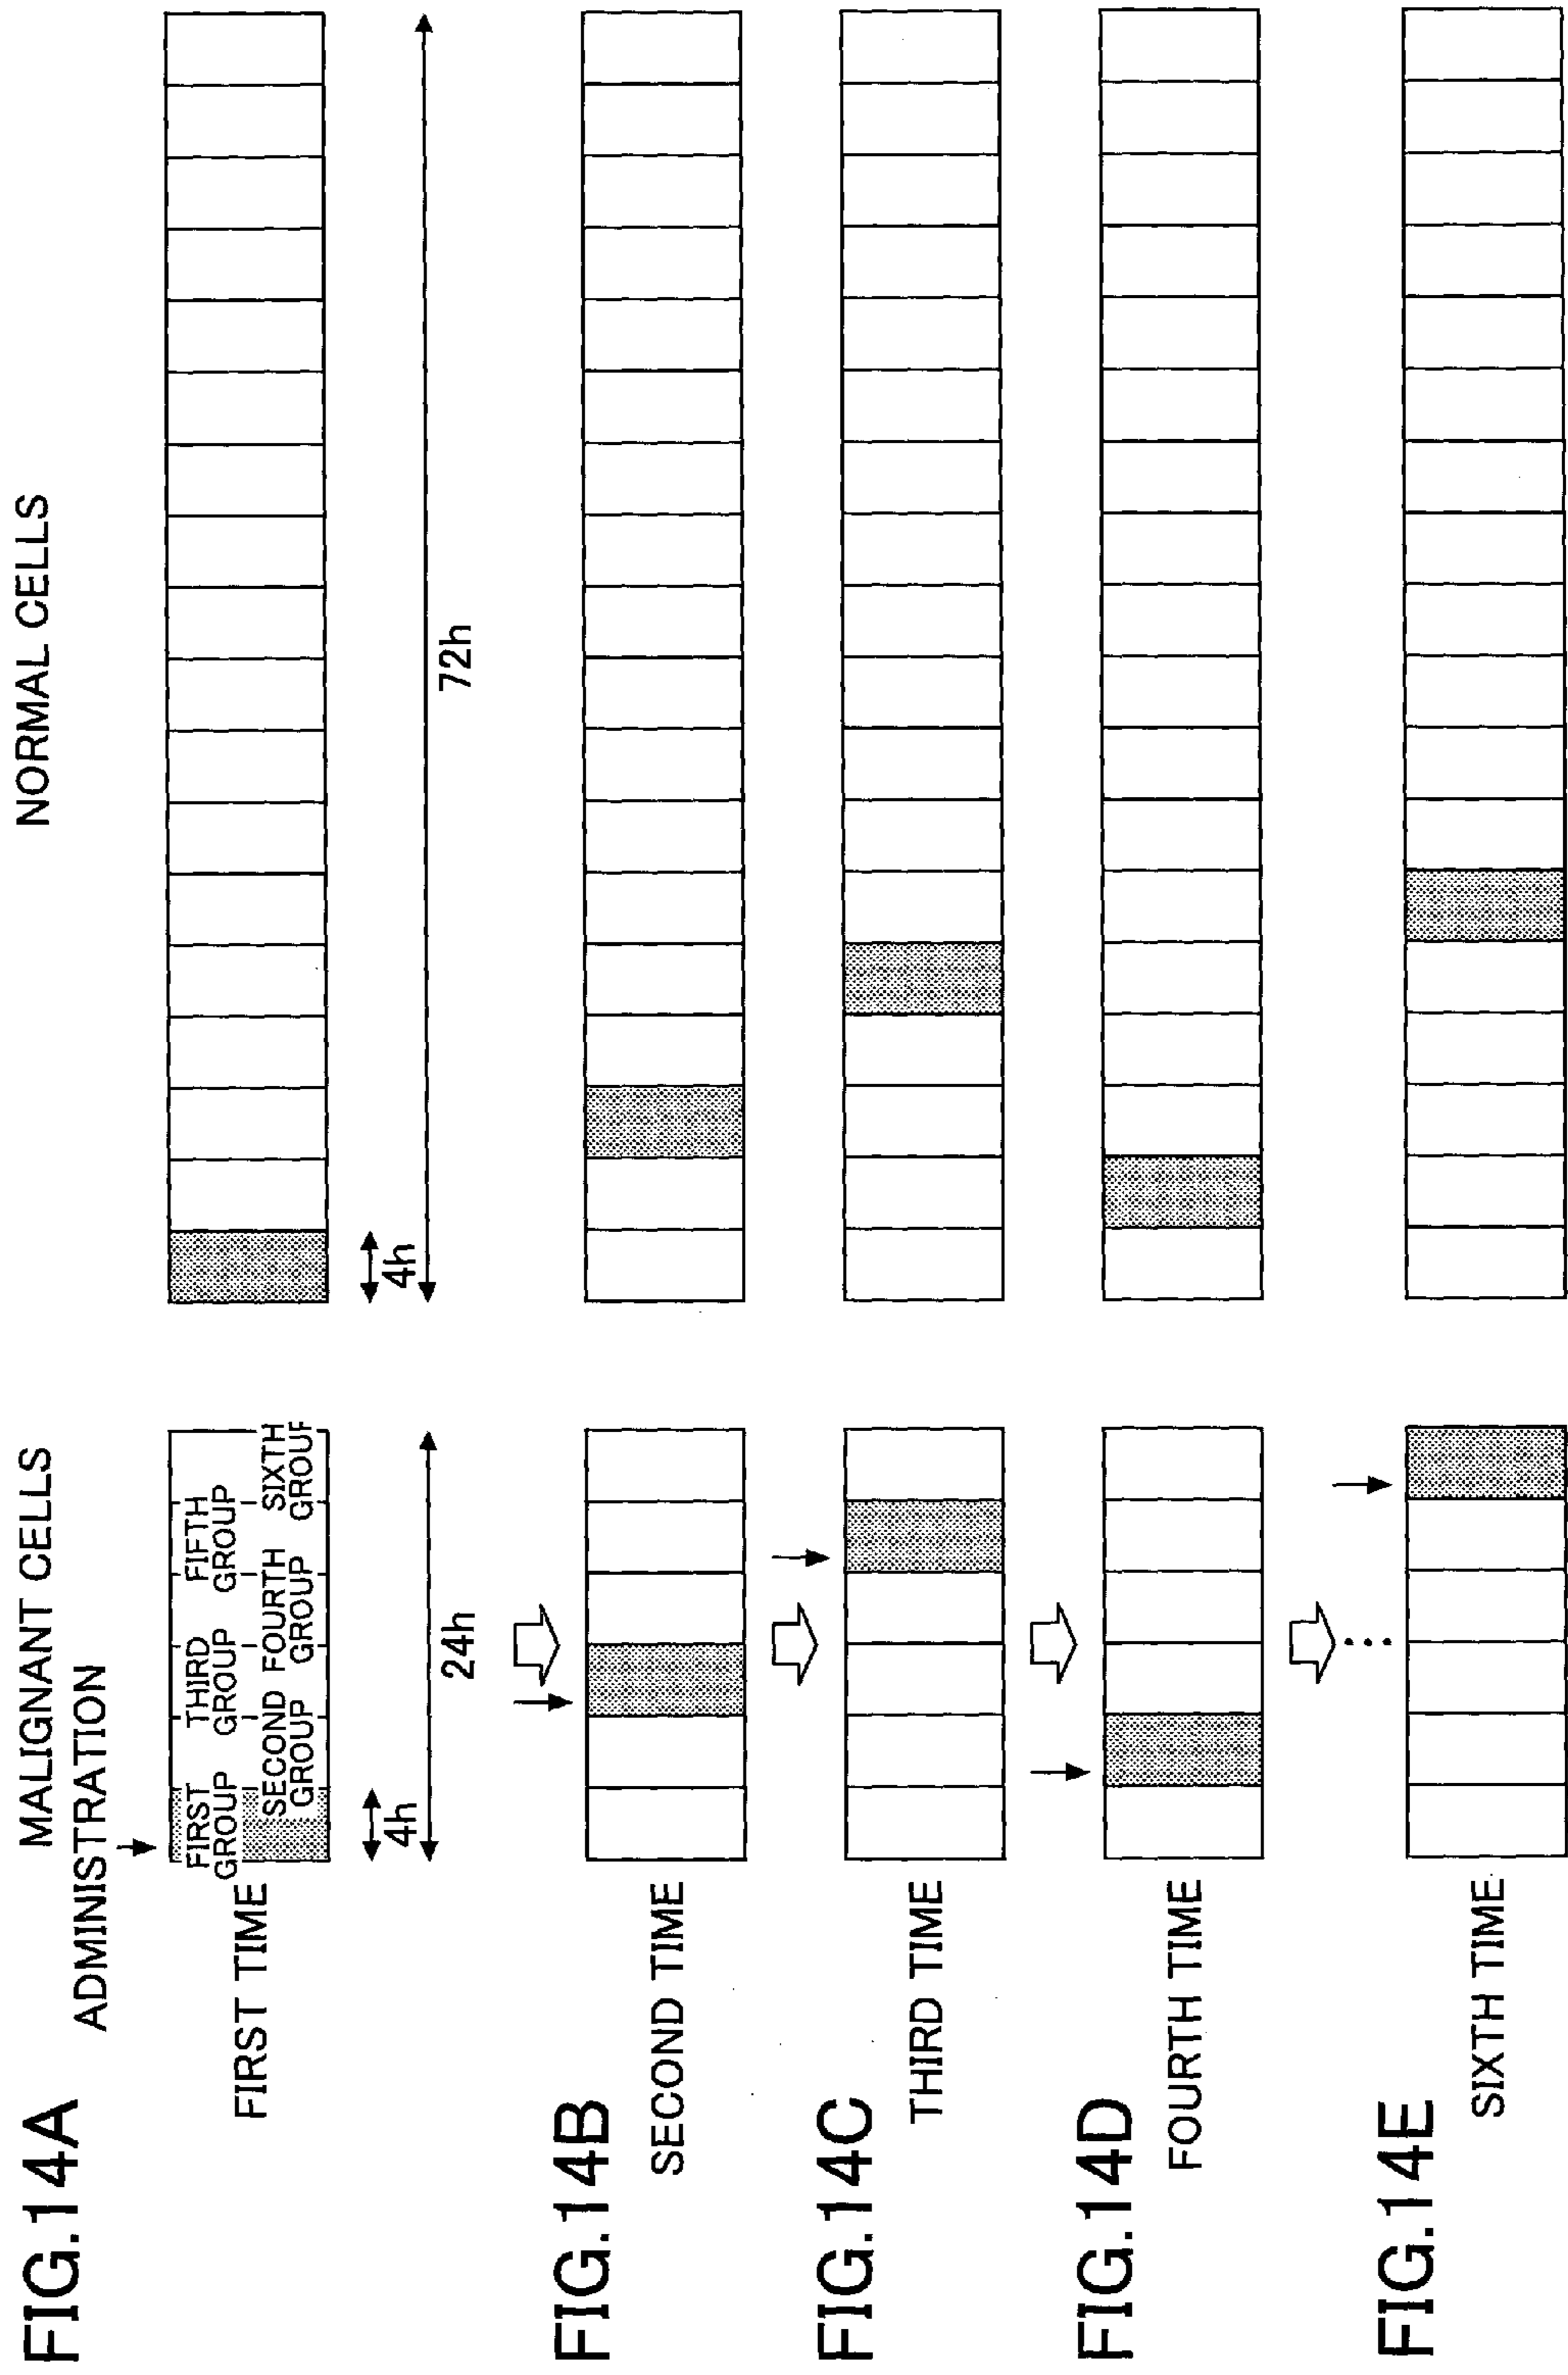 FIG.14A
MALIGNANT CELLS
NORMAL CELLS
ADMINISTRATION
FIRST TIME
FIRST
GROUP
THIRD
GROUP
FIFTH
GROUP
SECOND
GROUP
FOURTH
GROUP
SIXTH
GROUP
4h
24h
4h
72h
FIG.14B
SECOND TIME
FIG.14C
THIRD TIME
FIG.14D
FOURTH TIME
FIG.14E
SIXTH TIME